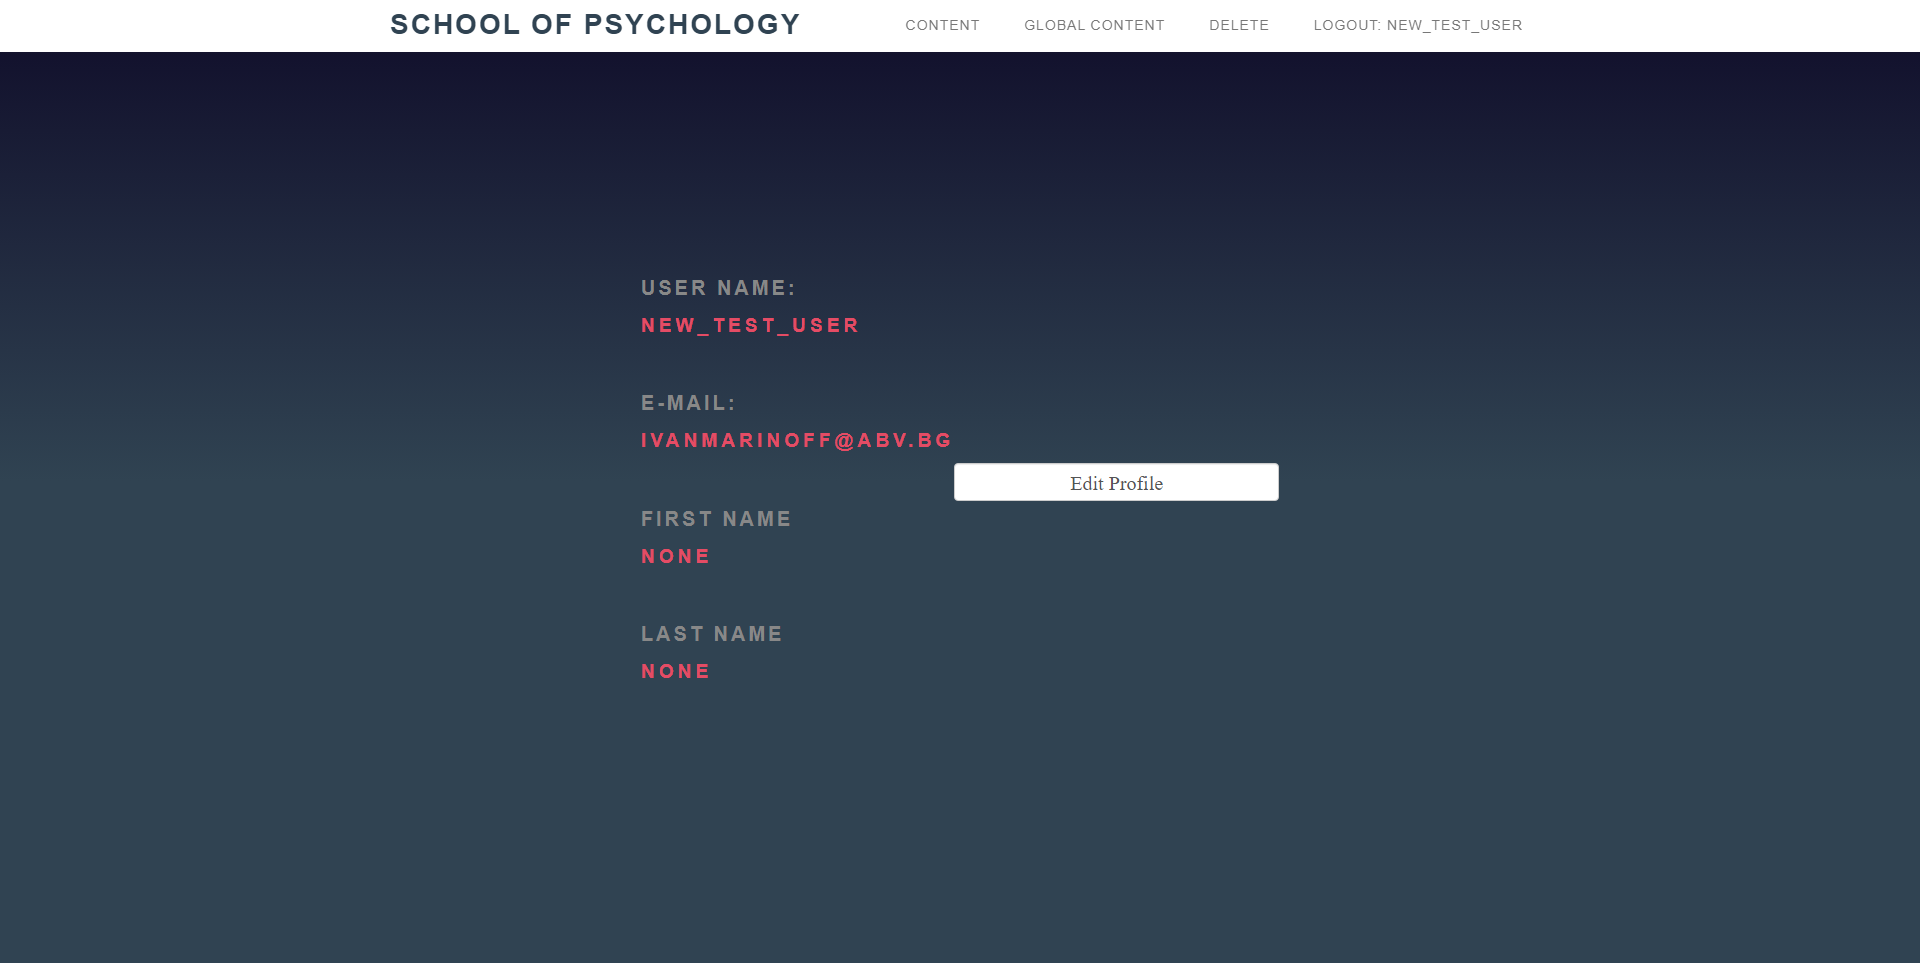 SCHOOL OF PSYCHOLOGY
CONTENT
GLOBAL CONTENT
DELETE
LOGOUT: NEW_TEST_USER
USER NAME:
NEW_TEST_USER
E-MAIL:
IVANMARINOFF@ABV.BG
Edit Profile
FIRST NAME
NONE
LAST NAME
NONE